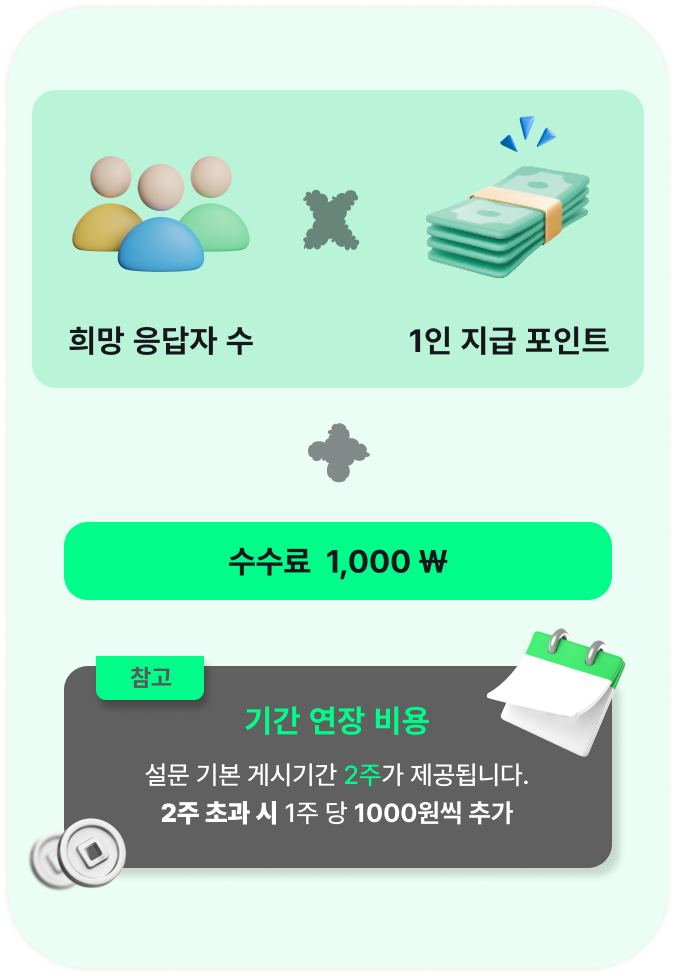 희망 응답자 수
1인 지급 포인트
수수료 1,000 ₩
참고
기간 연장 비용
설문 기본 게시기간 2주가 제공됩니다.
2주 초과 시 1주 당 1000원씩 추가